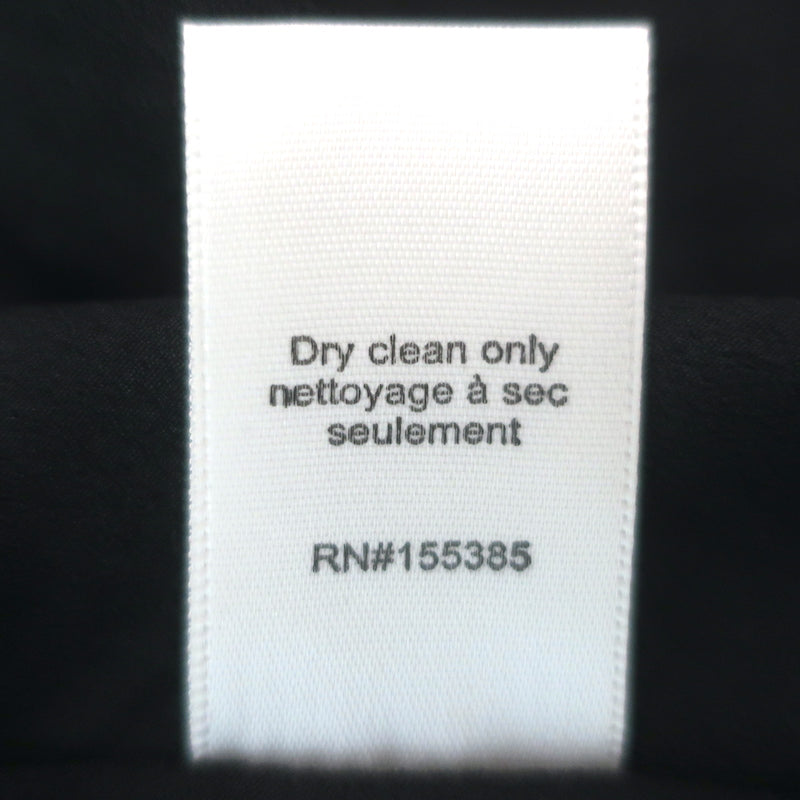 Dry clean only
nettoyage à sec
seulement
RN#155385